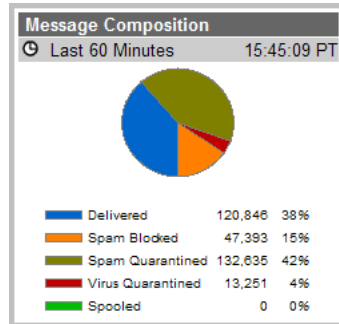 Message Composition
Last 60 Minutes 15:45:09 PT
Delivered 120,846 38%
Spam Blocked 47,393 15%
Spam Quarantined 132,635 42%
Virus Quarantined 13,251 4%
Spooled 0 0%